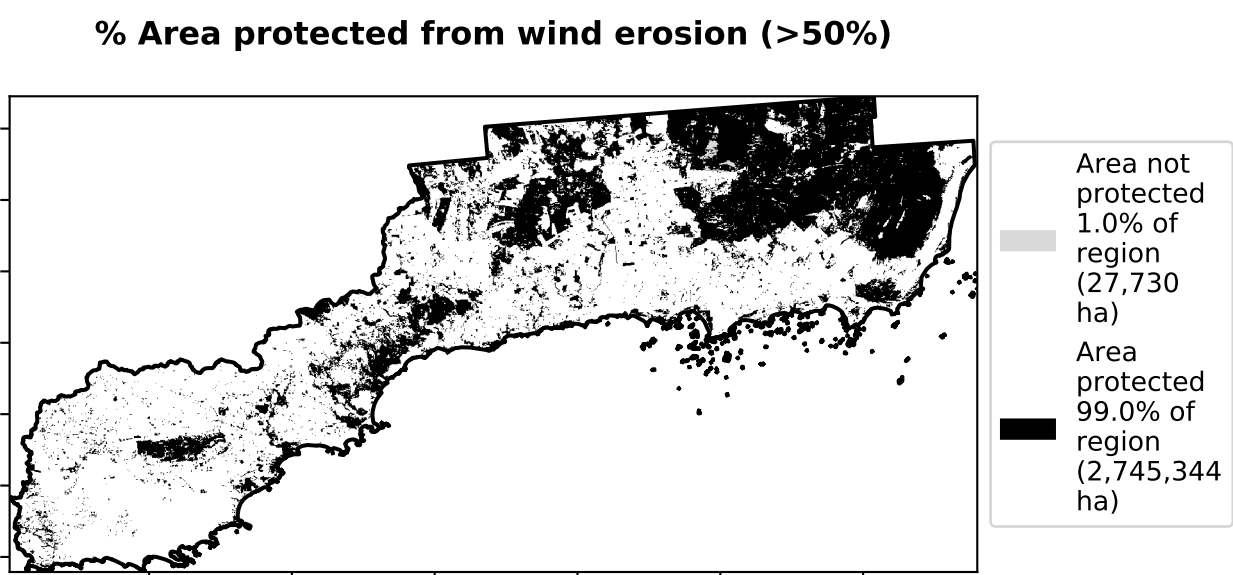 % Area protected from wind erosion (>50%)
Area not
protected
1.0% of
region
(27,730
ha)
Area
protected
99.0% of
region
(2,745,344
ha)